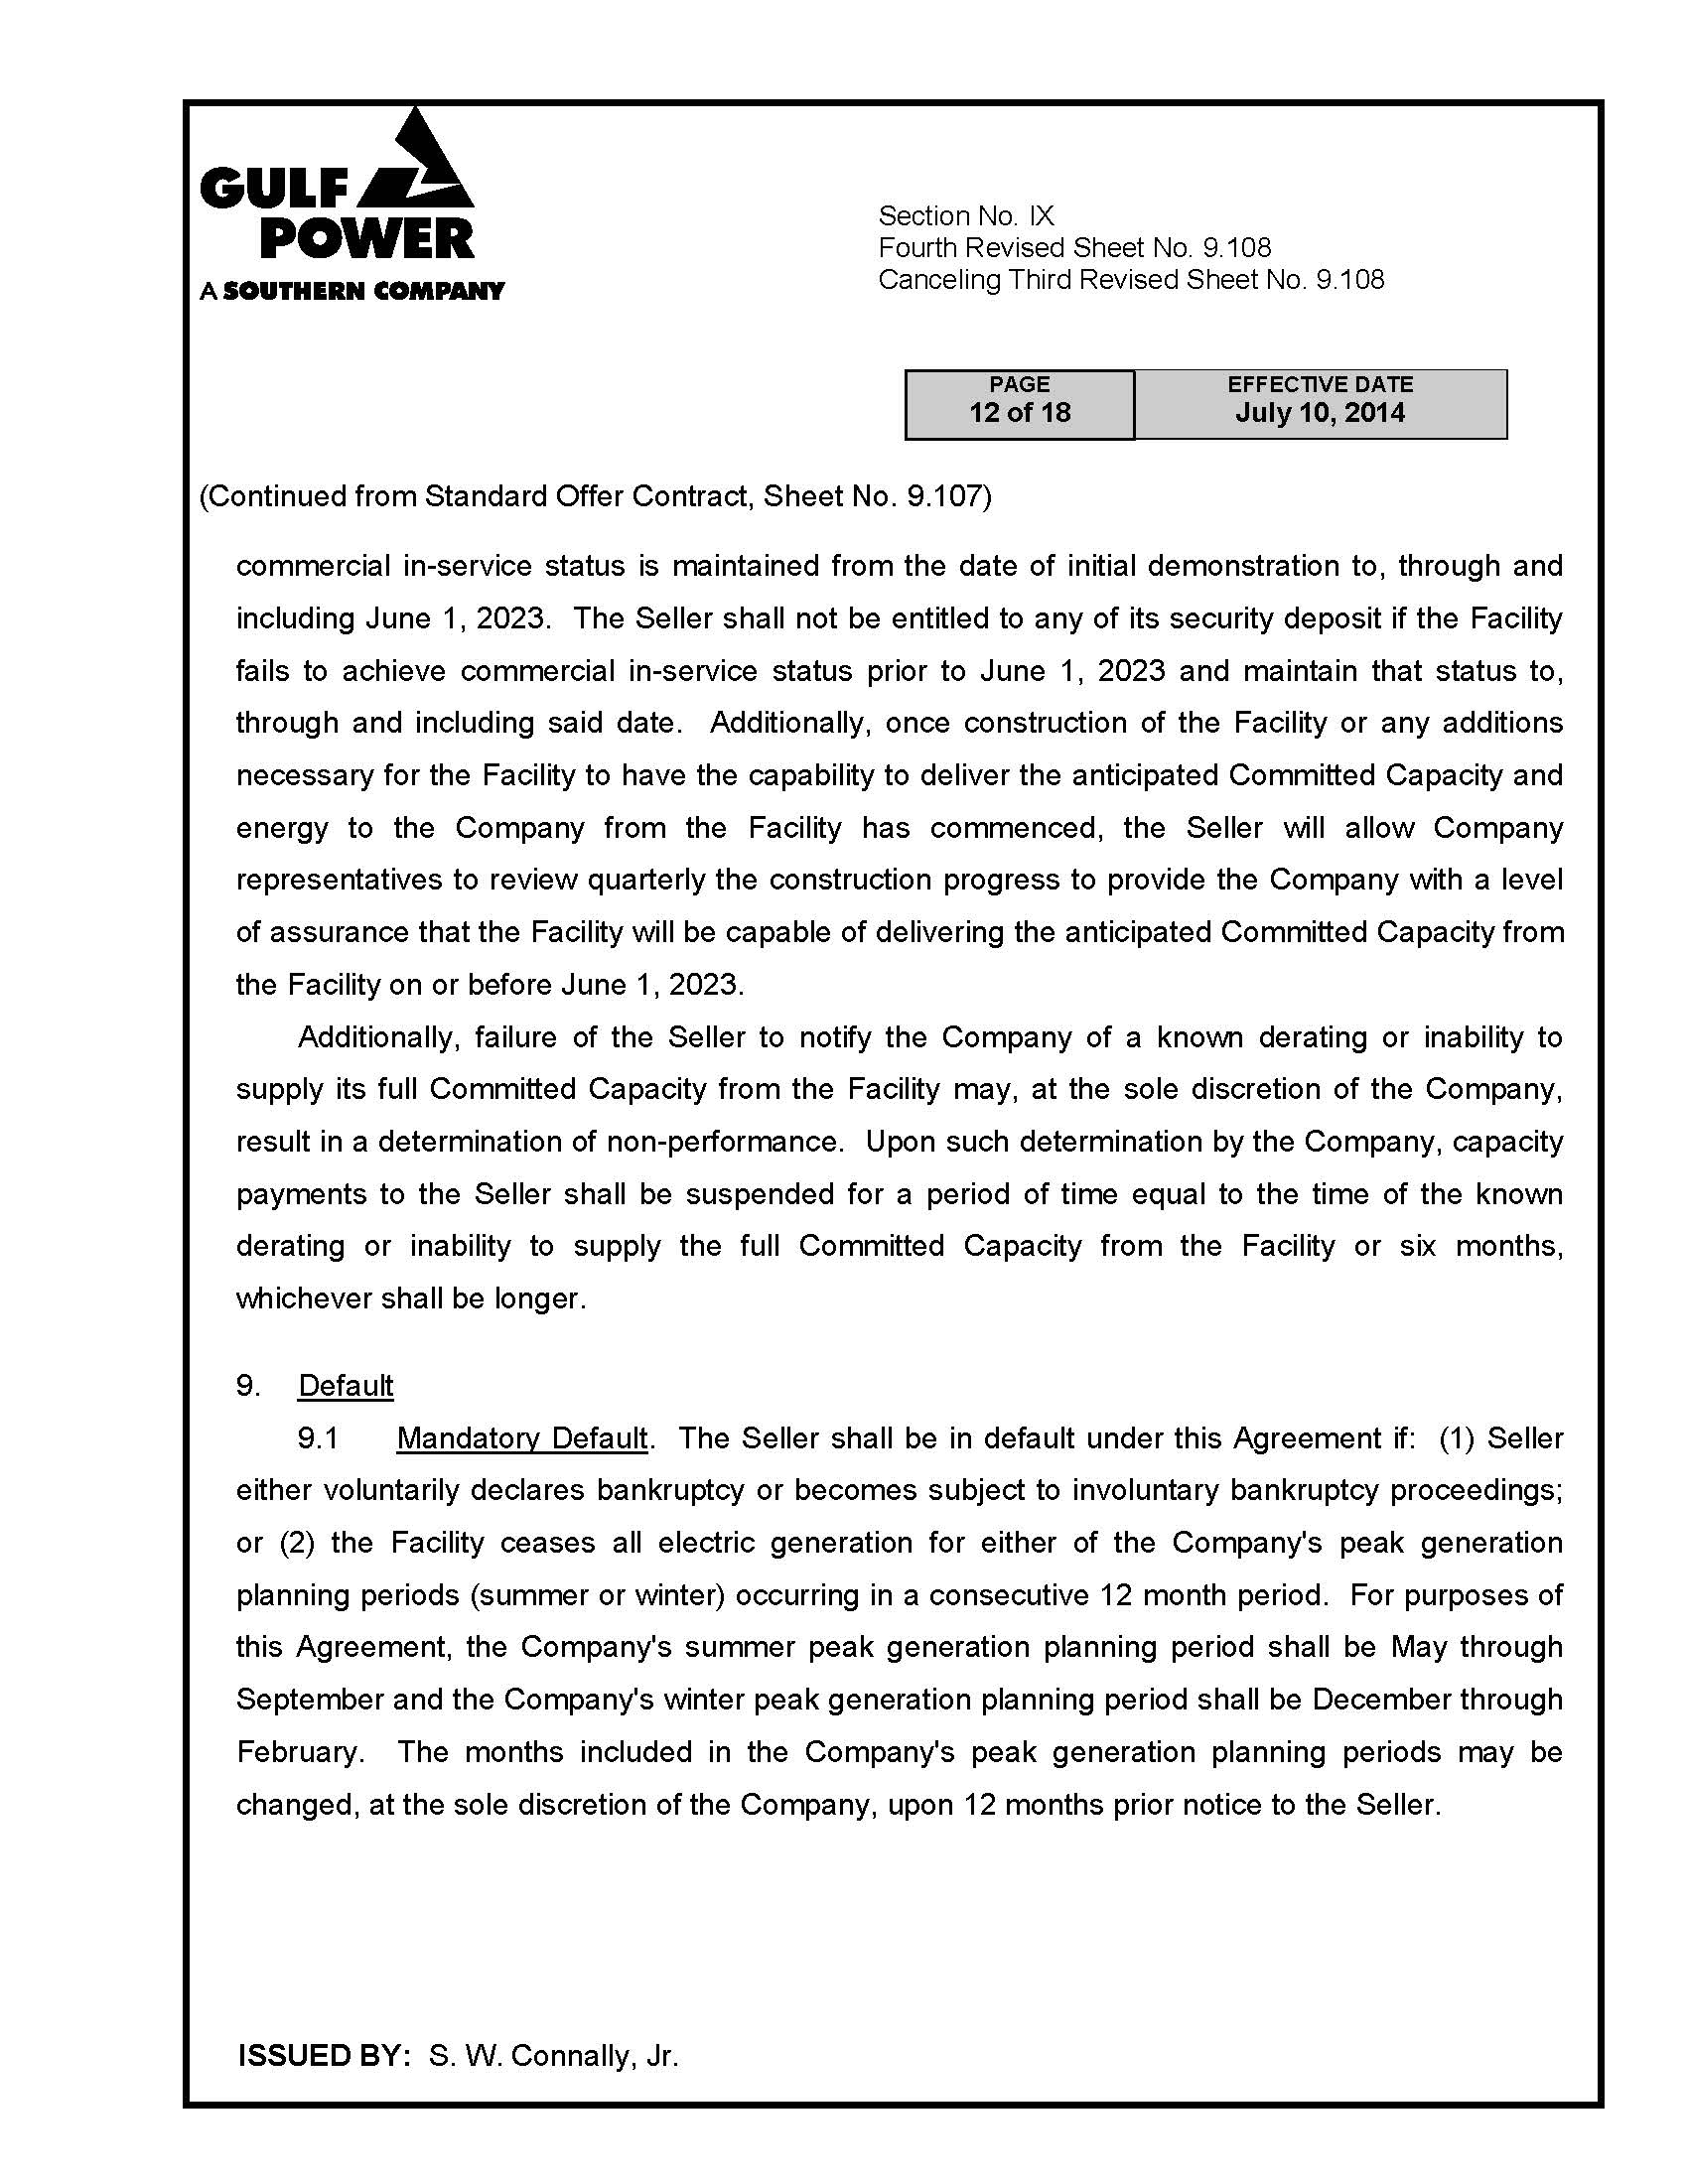 GULF
POWER
A SOUTHERN COMPANY
Section No. IX
Fourth Revised Sheet No. 9.108
Canceling Third Revised Sheet No. 9.108
PAGE
12 of 18
EFFECTIVE DATE
July 10, 2014
(Continued from Standard Offer Contract, Sheet No. 9.107)
commercial in-service status is maintained from the date of initial demonstration to, through and
including June 1, 2023. The Seller shall not be entitled to any of its security deposit if the Facility
fails to achieve commercial in-service status prior to June 1, 2023 and maintain that status to,
through and including said date. Additionally, once construction of the Facility or any additions
necessary for the Facility to have the capability to deliver the anticipated Committed Capacity and
energy to the Company from the Facility has commenced, the Seller will allow Company
representatives to review quarterly the construction progress to provide the Company with a level
of assurance that the Facility will be capable of delivering the anticipated Committed Capacity from
the Facility on or before June 1, 2023.
Additionally, failure of the Seller to notify the Company of a known derating or inability to
supply its full Committed Capacity from the Facility may, at the sole discretion of the Company,
result in a determination of non-performance. Upon such determination by the Company, capacity
payments to the Seller shall be suspended for a period of time equal to the time of the known
derating or inability to supply the full Committed Capacity from the Facility or six months,
whichever shall be longer.
9. Default
9.1 Mandatory Default. The Seller shall be in default under this Agreement if: (1) Seller
either voluntarily declares bankruptcy or becomes subject to involuntary bankruptcy proceedings;
or (2) the Facility ceases all electric generation for either of the Company's peak generation
planning periods (summer or winter) occurring in a consecutive 12 month period. For purposes of
this Agreement, the Company's summer peak generation planning period shall be May through
September and the Company's winter peak generation planning period shall be December through
February. The months included in the Company's peak generation planning periods may be
changed, at the sole discretion of the Company, upon 12 months prior notice to the Seller.
ISSUED BY: S. W. Connally, Jr.